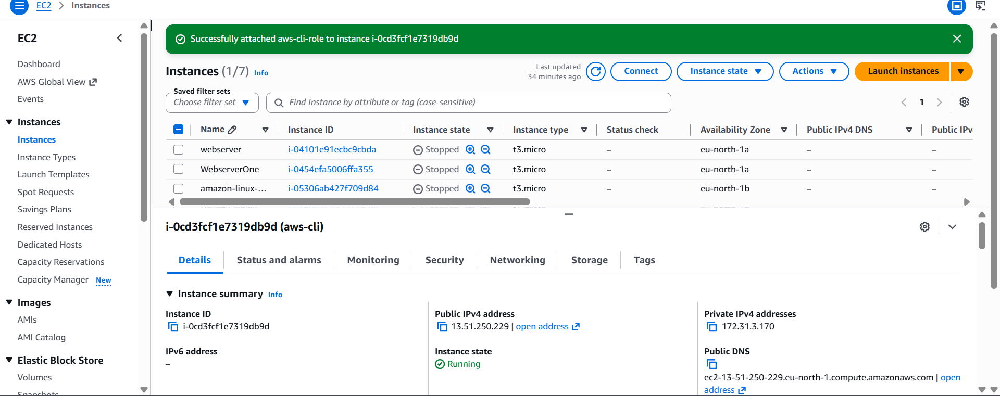 EC2 > Instances
EC2
Dashboard
AWS Global View
Events
Instances
Instances
Instance Types
Launch Templates
Spot Requests
Savings Plans
Reserved Instances
Dedicated Hosts
Capacity Reservations
Capacity Manager New
Images
AMIs
AMI Catalog
Elastic Block Store
Volumes
Snapshots
Successfully attached aws-cli-role to instance i-0cd3fcf1e7319db9d
Instances (1/7) Info
Last updated
34 minutes ago
Connect
Instance state
Actions
Launch instances
Saved filter sets
Choose filter set
Find Instance by attribute or tag (case-sensitive)
1
Name Instance ID Instance state Instance type Status check Availability Zone Public IPv4 DNS Public IPv
webserver i-04101e91ecbc9cbda Stopped t3.micro – eu-north-1a – –
WebserverOne i-0454efa5006ffa355 Stopped t3.micro – eu-north-1a – –
amazon-linux-... i-05306ab427f709d84 Stopped t3.micro – eu-north-1b – –
i-0cd3fcf1e7319db9d (aws-cli)
Details Status and alarms Monitoring Security Networking Storage Tags
Instance summary Info
Instance ID
i-0cd3fcf1e7319db9d
Public IPv4 address
13.51.250.229 | open address
Private IPv4 addresses
172.31.3.170
IPv6 address
–
Instance state
Running
Public DNS
ec2-13-51-250-229.eu-north-1.compute.amazonaws.com | open
address